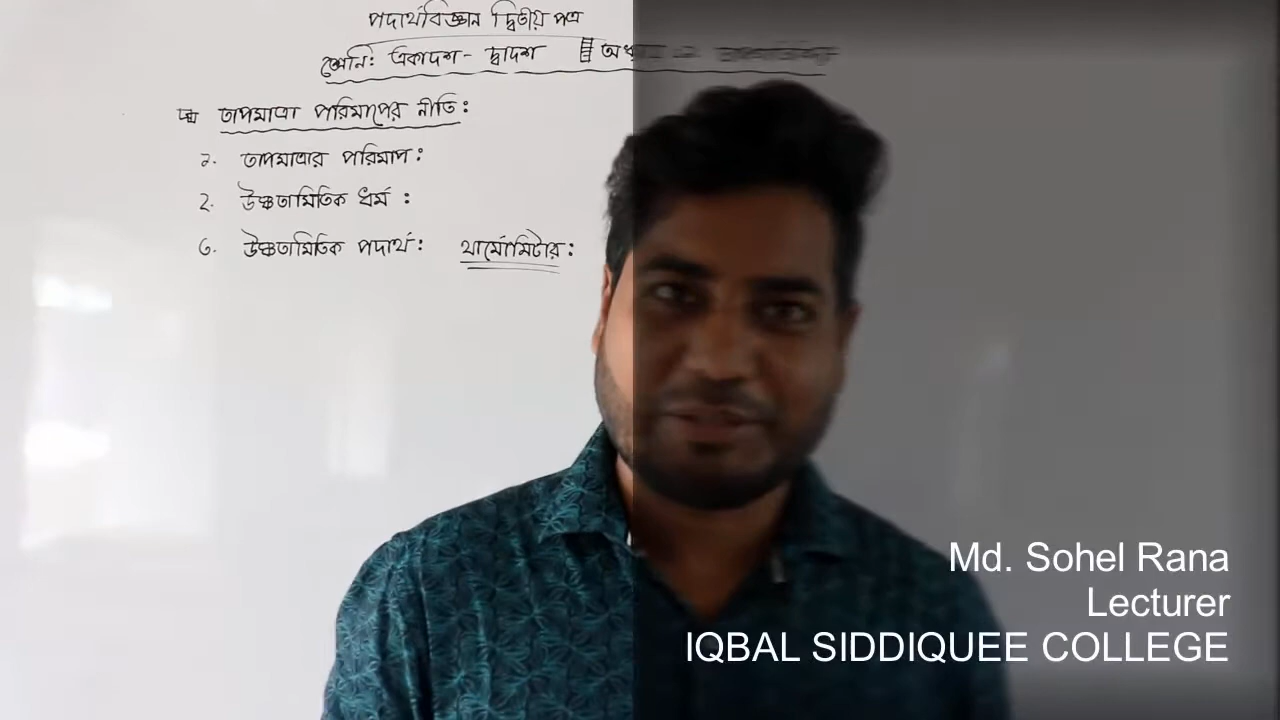 পদার্থবিজ্ঞান দ্বিতীয় পত্র
শ্রেনি: একাদশ - দ্বাদশ
তাপমাত্রা পরিমাপের নীতি:
১. তাপমাত্রার পরিমাপ:
২. উষ্ণতামিতিক ধর্ম :
৩. উষ্ণতামিতিক পদার্থ: থার্মোমিটার:
Md. Sohel Rana
Lecturer
IQBAL SIDDIQUEE COLLEGE